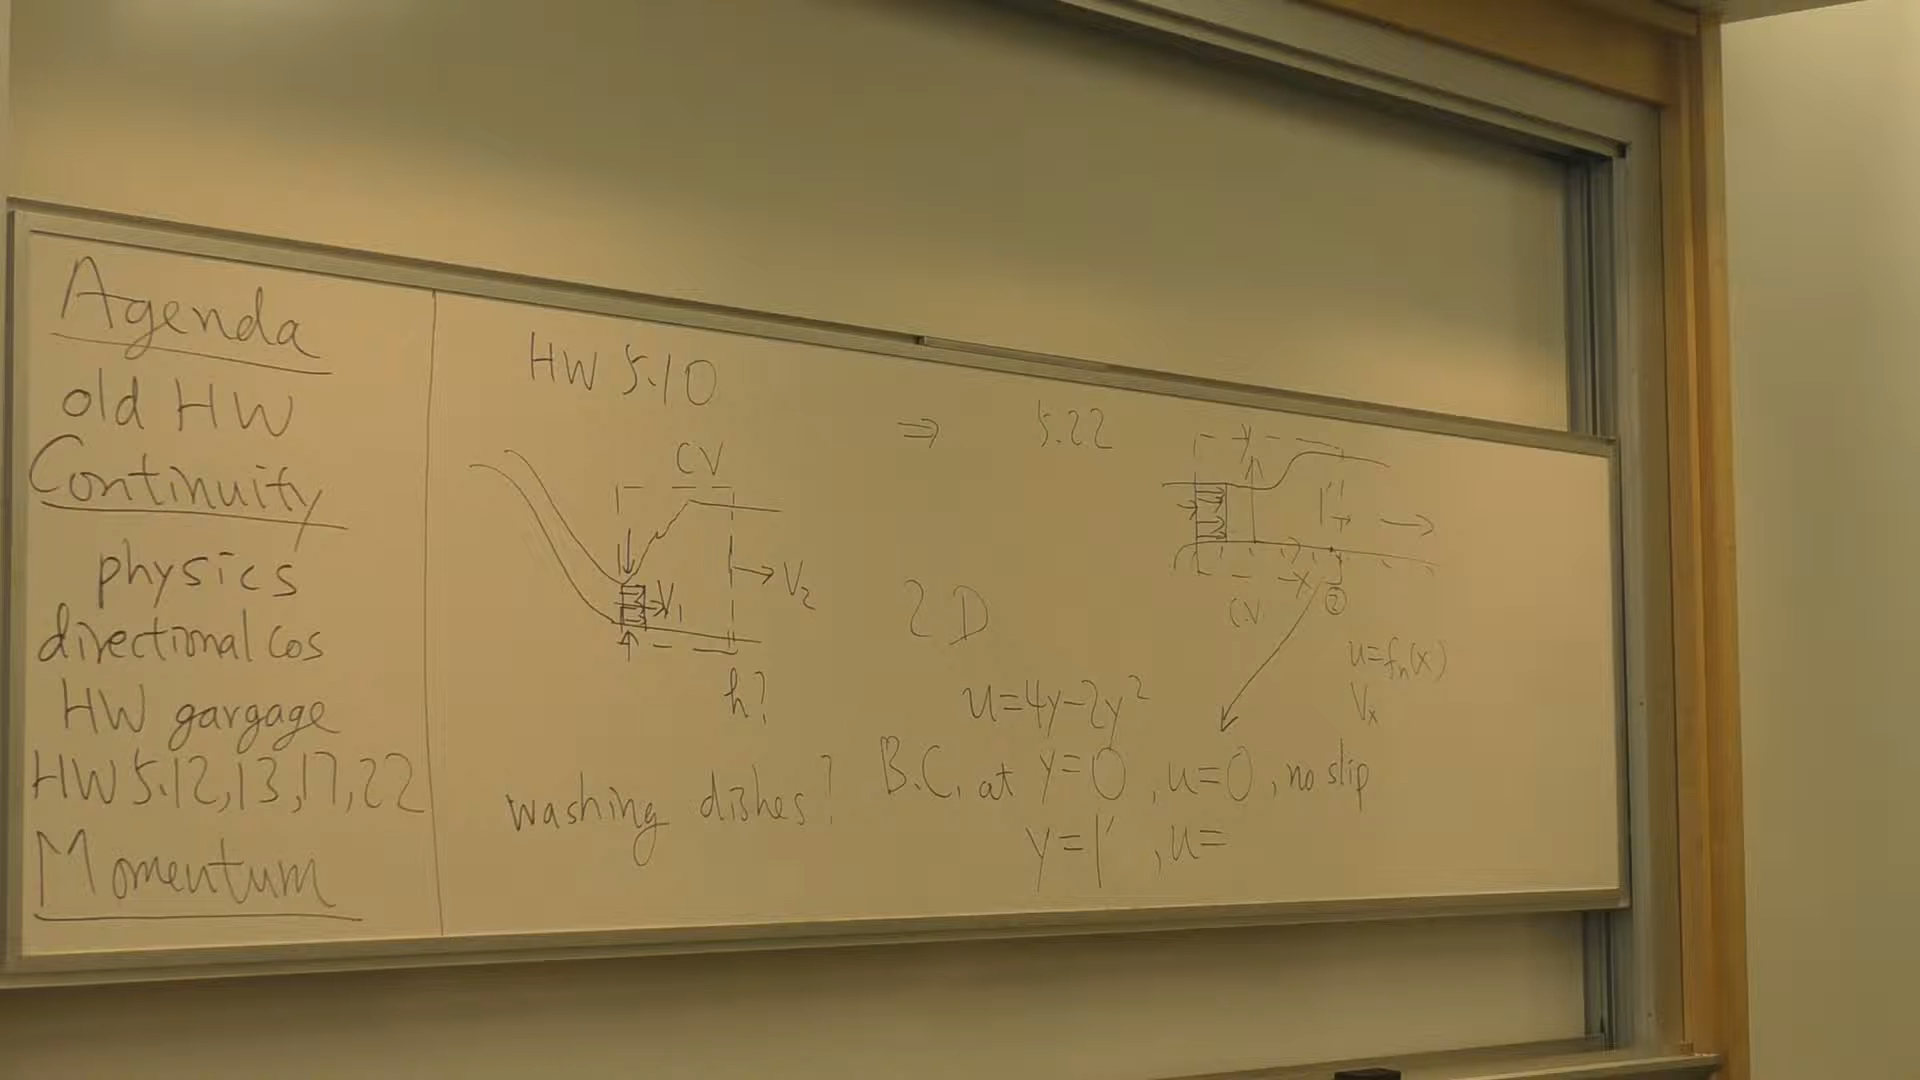 Agenda
old HW
Continuity
physics
directional cos
HW gargage
HW 5.12, 13, 17, 22
Momentum
HW 5.10
CV
V₁
V₂
h?
washing dishes?
⇒ 5.22
y
1'
x
CV
②
2D
u=fn(x)
Vx
u=4y-2y²
B.C. at y=0, u=0, no slip
y=1', u=